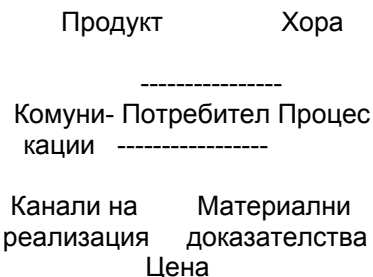 Продукт Хора
----------------
Комуни- Потребител Процес
кации -----------------
Канали на Материални
реализация доказателства
Цена